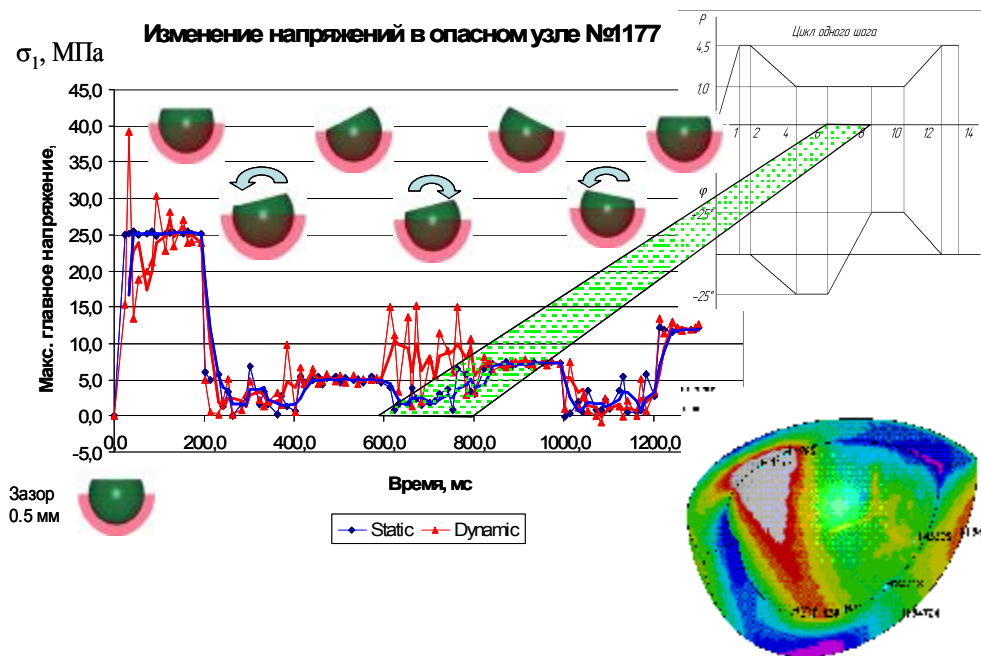 Изменение напряжений в опасном узле №1177
σ1, МПа
Макс. главное напряжение,
45,0
40,0
35,0
30,0
25,0
20,0
15,0
10,0
5,0
0,0
-5,0
0,0
200,0
400,0
600,0
800,0
1000,0
1200,0
Время, мс
Static
Dynamic
Зазор
0.5 мм
P
Цикл одного шага
4,5
1,0
1 2 4 6 8 10 12 14
φ
-25°